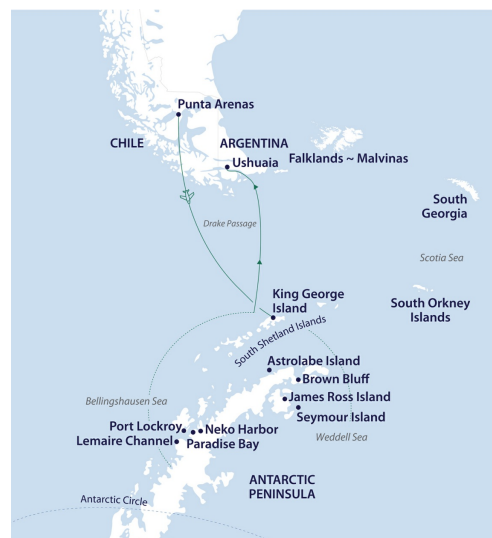 Punta Arenas
CHILE
ARGENTINA
Ushuaia
Falklands ~ Malvinas
South
Georgia
Drake Passage
Scotia Sea
King George
Island
South Orkney
Islands
South Shetland Islands
Astrolabe Island
Brown Bluff
James Ross Island
Bellingshausen Sea
Seymour Island
Port Lockroy
Neko Harbor
Weddell Sea
Lemaire Channel
Paradise Bay
ANTARCTIC
PENINSULA
Antarctic Circle